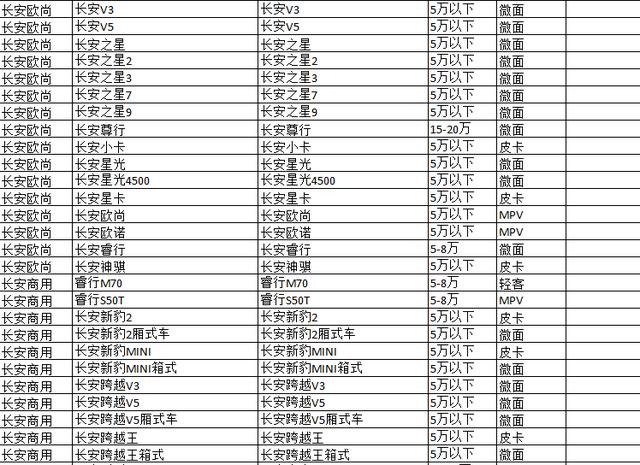 长安欧尚 长安V3 长安V3 5万以下 微面
长安欧尚 长安V5 长安V5 5万以下 微面
长安欧尚 长安之星 长安之星 5万以下 微面
长安欧尚 长安之星2 长安之星2 5万以下 微面
长安欧尚 长安之星3 长安之星3 5万以下 微面
长安欧尚 长安之星7 长安之星7 5万以下 微面
长安欧尚 长安之星9 长安之星9 5万以下 微面
长安欧尚 长安尊行 长安尊行 15-20万 微面
长安欧尚 长安小卡 长安小卡 5万以下 皮卡
长安欧尚 长安星光 长安星光 5万以下 微面
长安欧尚 长安星光4500 长安星光4500 5万以下 微面
长安欧尚 长安星卡 长安星卡 5万以下 皮卡
长安欧尚 长安欧尚 长安欧尚 5万以下 MPV
长安欧尚 长安欧诺 长安欧诺 5万以下 MPV
长安欧尚 长安睿行 长安睿行 5-8万 微面
长安欧尚 长安神骐 长安神骐 5万以下 皮卡
长安商用 睿行M70 睿行M70 5-8万 轻客
长安商用 睿行S50T 睿行S50T 5-8万 MPV
长安商用 长安新豹2 长安新豹2 5万以下 皮卡
长安商用 长安新豹2厢式车 长安新豹2厢式车 5万以下 微面
长安商用 长安新豹MINI 长安新豹MINI 5万以下 皮卡
长安商用 长安新豹MINI箱式 长安新豹MINI箱式 5万以下 微面
长安商用 长安跨越V3 长安跨越V3 5万以下 微面
长安商用 长安跨越V5 长安跨越V5 5万以下 微面
长安商用 长安跨越V5厢式车 长安跨越V5厢式车 5万以下 微面
长安商用 长安跨越王 长安跨越王 5万以下 皮卡
长安商用 长安跨越王箱式 长安跨越王箱式 5万以下 微面